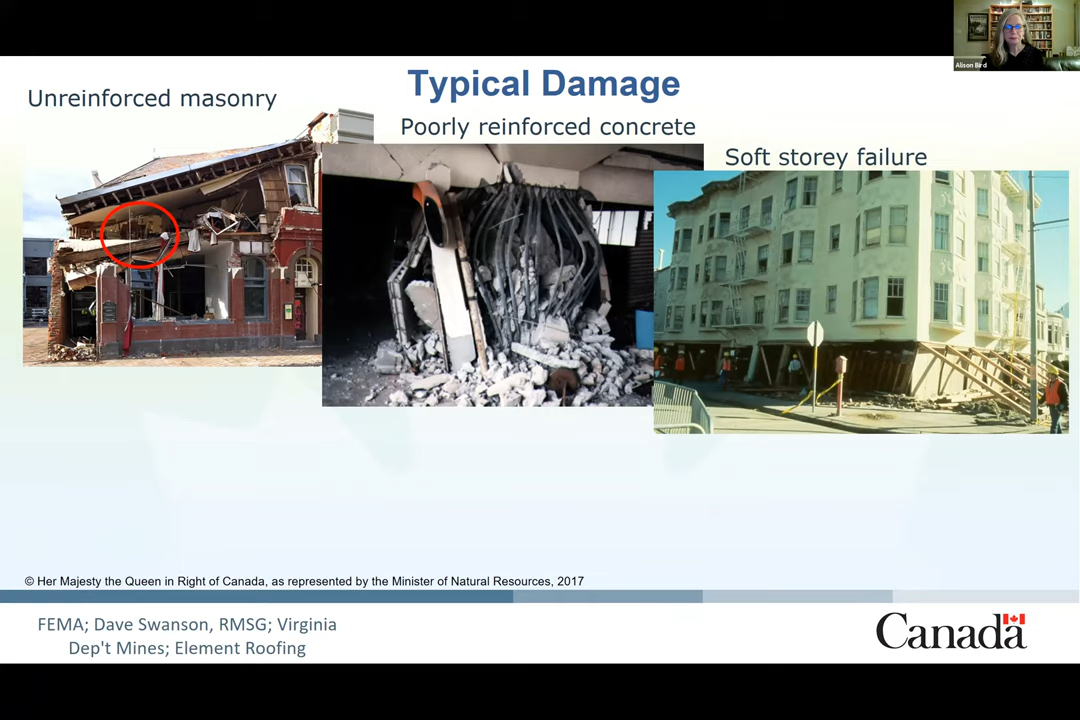 Alison Bird
Typical Damage
Unreinforced masonry
Poorly reinforced concrete
Soft storey failure
© Her Majesty the Queen in Right of Canada, as represented by the Minister of Natural Resources, 2017
FEMA; Dave Swanson, RMSG; Virginia
Dep't Mines; Element Roofing
Canada